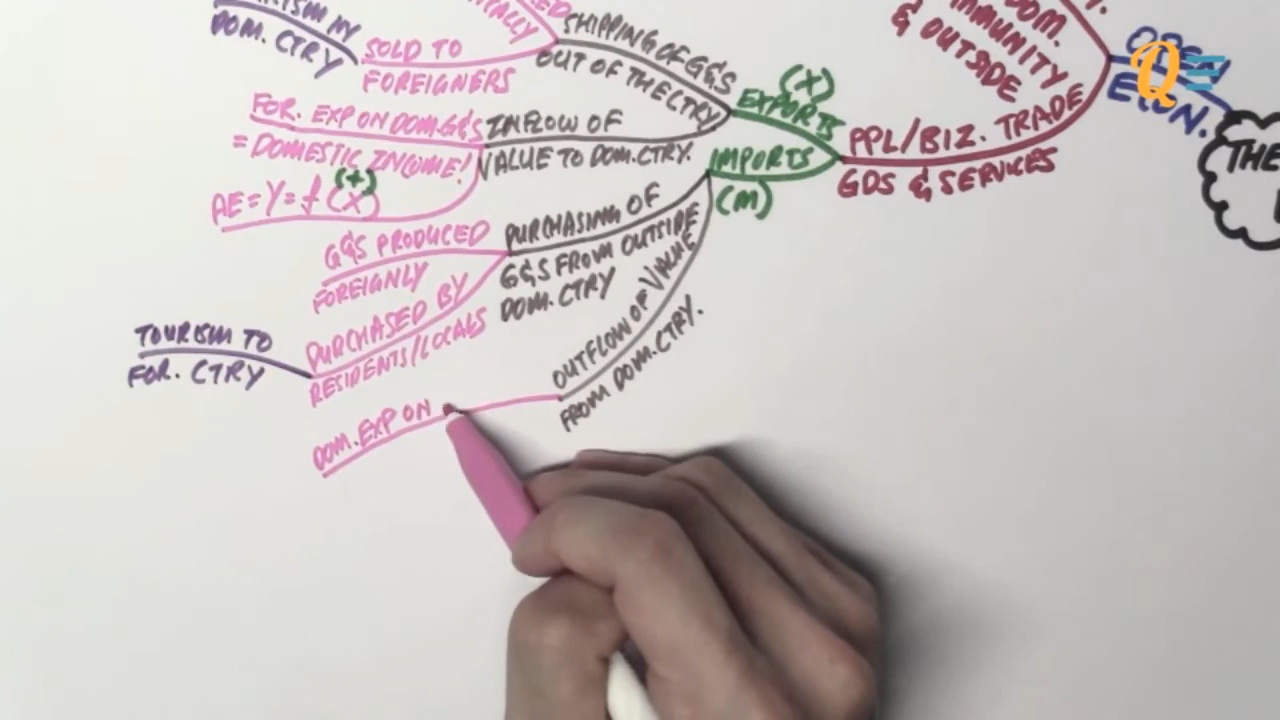 DOM. CTRY
SOLD TO
FOREIGNERS
SHIPPING OF G&S
OUT OF THE CTRY
FOR. EXP ON DOM. G&S
= DOMESTIC INCOME!
INFLOW OF
VALUE TO DOM. CTRY.
(+)
AE = Y = f (X)
(X)
EXPORTS
IMPORTS
(M)
PPL/BIZ. TRADE
GDS & SERVICES
DOM.
& OUTSIDE
ECON.
THE
G&S PRODUCED
FOREIGNLY
PURCHASING OF
G&S FROM OUTSIDE
DOM. CTRY
PURCHASED BY
RESIDENTS/LOCALS
TOURISM TO
FOR. CTRY
OUTFLOW OF VALUE
FROM DOM. CTRY.
DOM. EXP ON